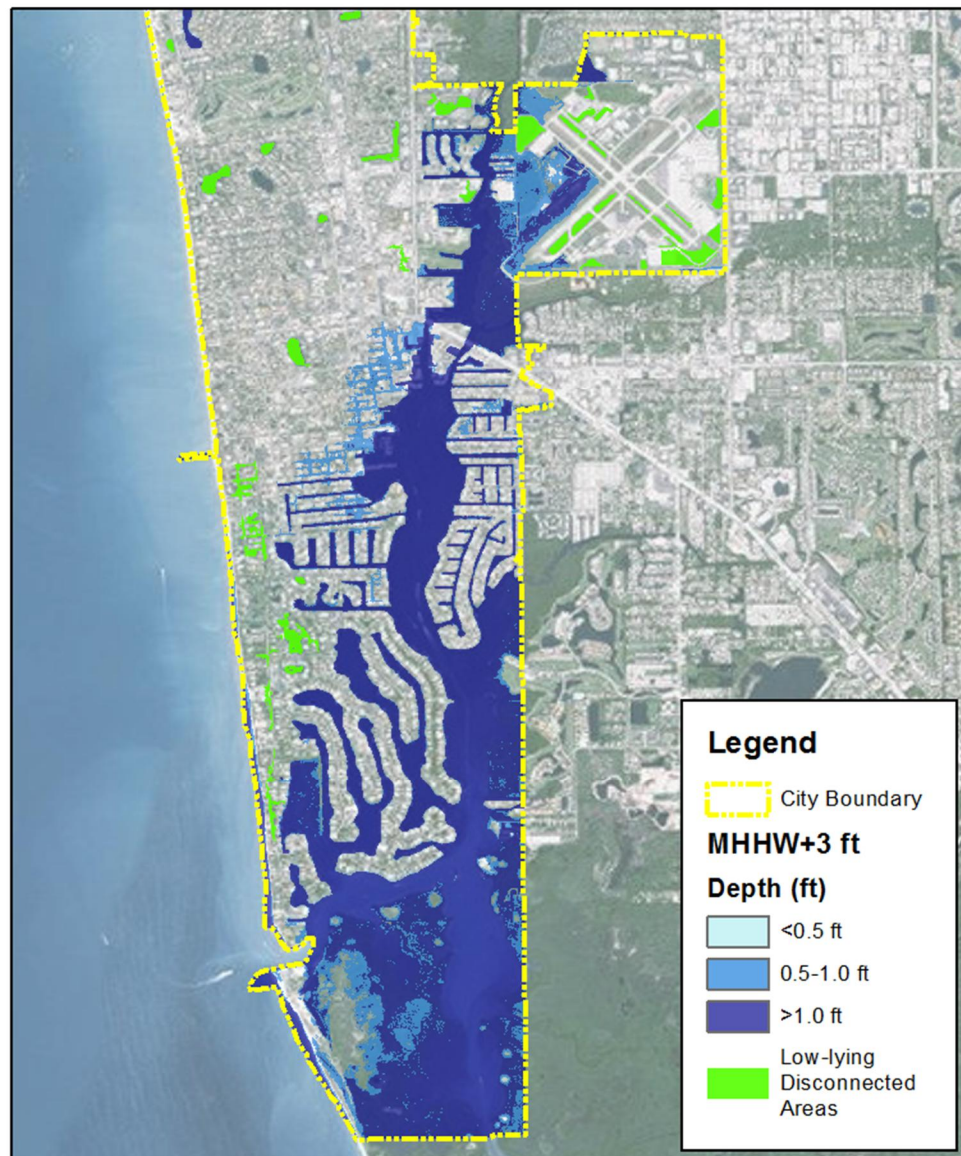 Legend
City Boundary
MHHW+3 ft
Depth (ft)
<0.5 ft
0.5-1.0 ft
>1.0 ft
Low-lying
Disconnected
Areas